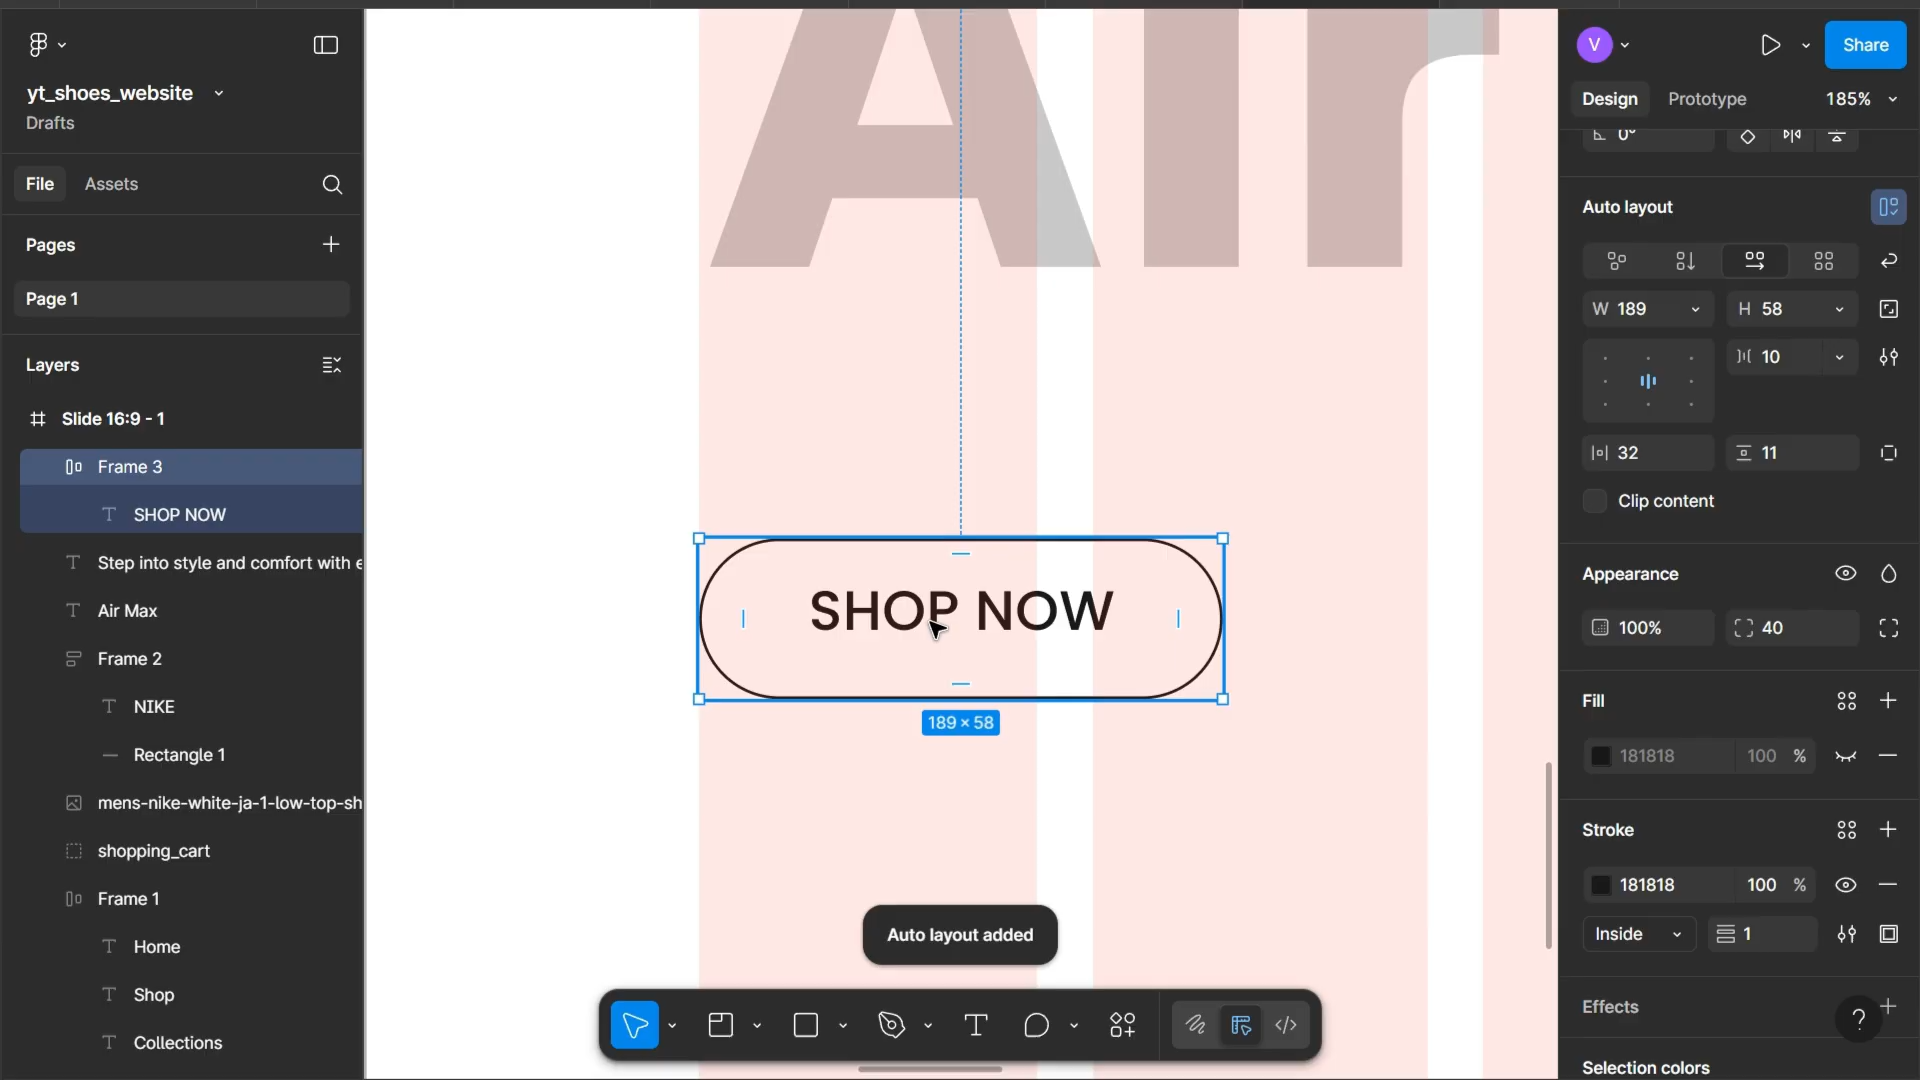 yt_shoes_website
Drafts
File
Assets
Pages
Page 1
Layers
Slide 16:9 - 1
Frame 3
SHOP NOW
Step into style and comfort with e
Air Max
Frame 2
NIKE
Rectangle 1
mens-nike-white-ja-1-low-top-sh
shopping_cart
Frame 1
Home
Shop
Collections
Air
SHOP NOW
189 × 58
Auto layout added
V
Share
Design
Prototype
185%
0°
Auto layout
W 189
H 58
10
32
11
Clip content
Appearance
100%
40
Fill
181818
100 %
Stroke
181818
100 %
Inside
1
Effects
?
Selection colors